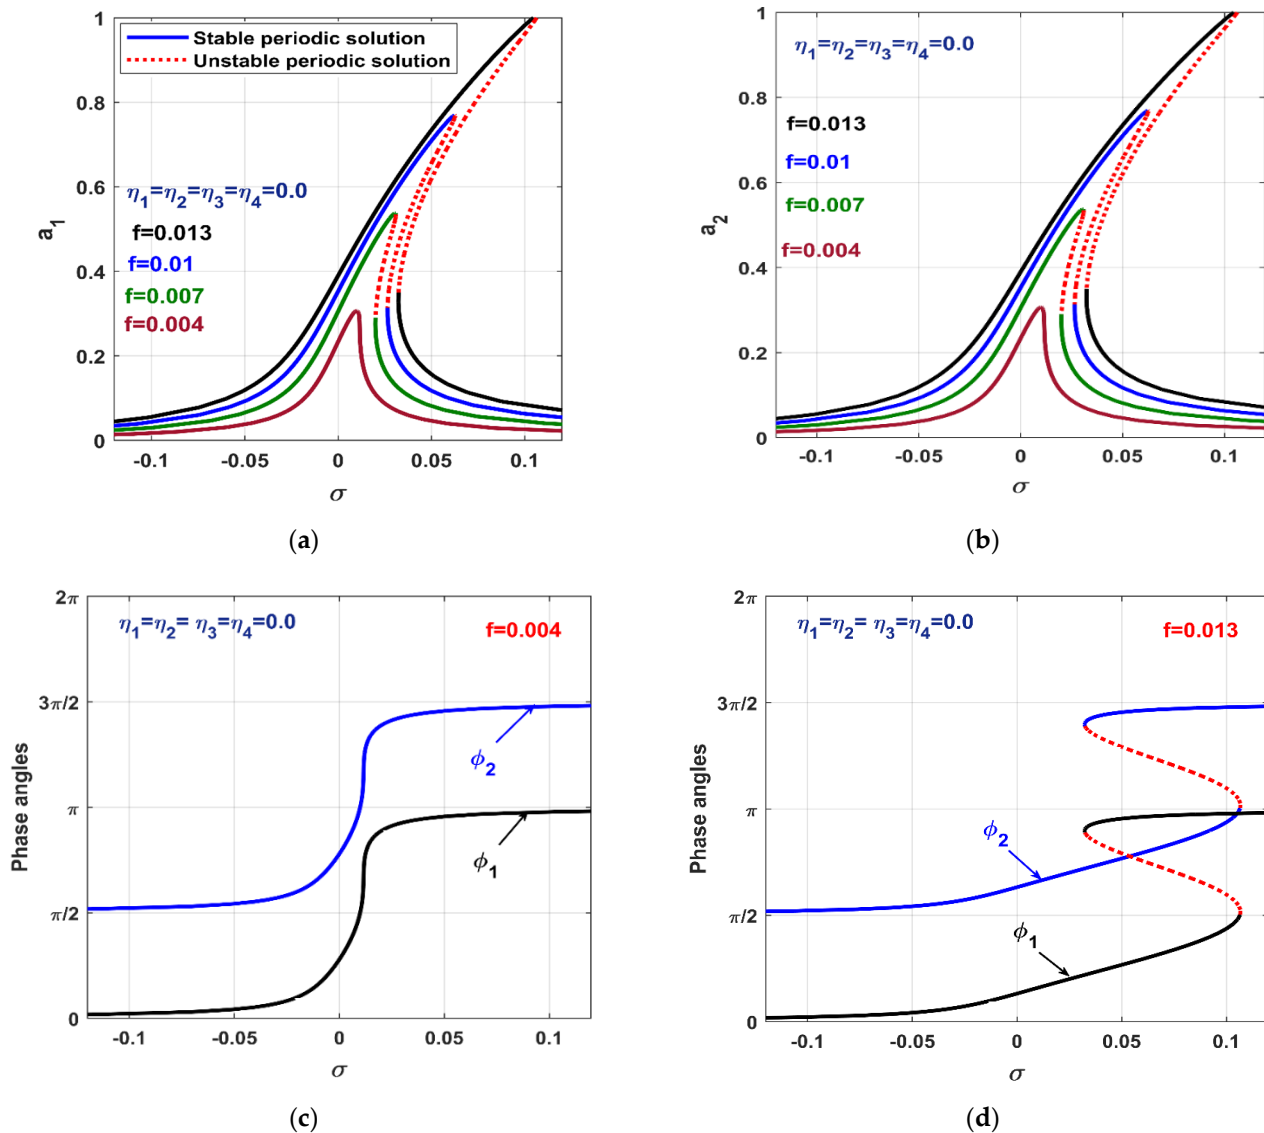 Stable periodic solution
Unstable periodic solution
η₁=η₂=η₃=η₄=0.0
f=0.013
f=0.01
f=0.007
f=0.004
a₁
1
0.8
0.6
0.4
0.2
0
-0.1 -0.05 0 0.05 0.1
σ
(a)
η₁=η₂=η₃=η₄=0.0
f=0.013
f=0.01
f=0.007
f=0.004
a₂
1
0.8
0.6
0.4
0.2
0
-0.1 -0.05 0 0.05 0.1
σ
(b)
η₁=η₂= η₃=η₄=0.0 f=0.004
Phase angles
2π
3π/2
π
π/2
0
ϕ₂
ϕ₁
-0.1 -0.05 0 0.05 0.1
σ
(c)
η₁=η₂= η₃=η₄=0.0 f=0.013
Phase angles
2π
3π/2
π
π/2
0
ϕ₂
ϕ₁
-0.1 -0.05 0 0.05 0.1
σ
(d)